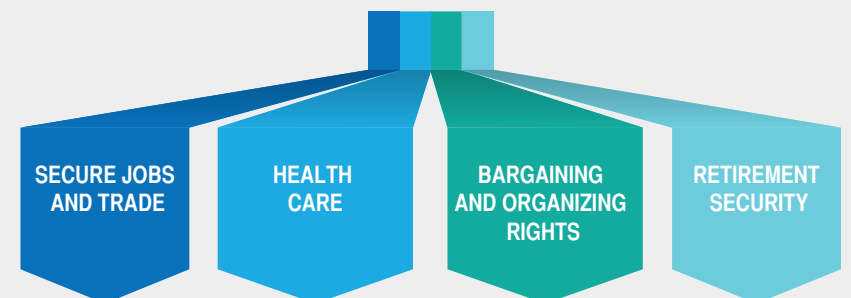 SECURE JOBS
AND TRADE
HEALTH
CARE
BARGAINING
AND ORGANIZING
RIGHTS
RETIREMENT
SECURITY